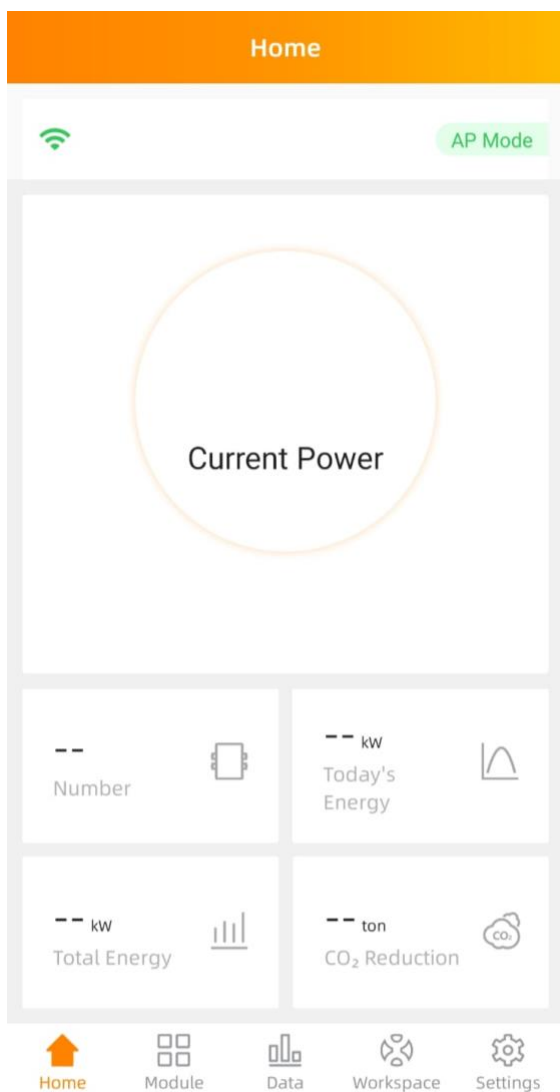 Home
AP Mode
Current Power
--
Number
-- kW
Today's
Energy
-- kW
Total Energy
-- ton
CO₂ Reduction
CO₂
Home
Module
Data
Workspace
Settings